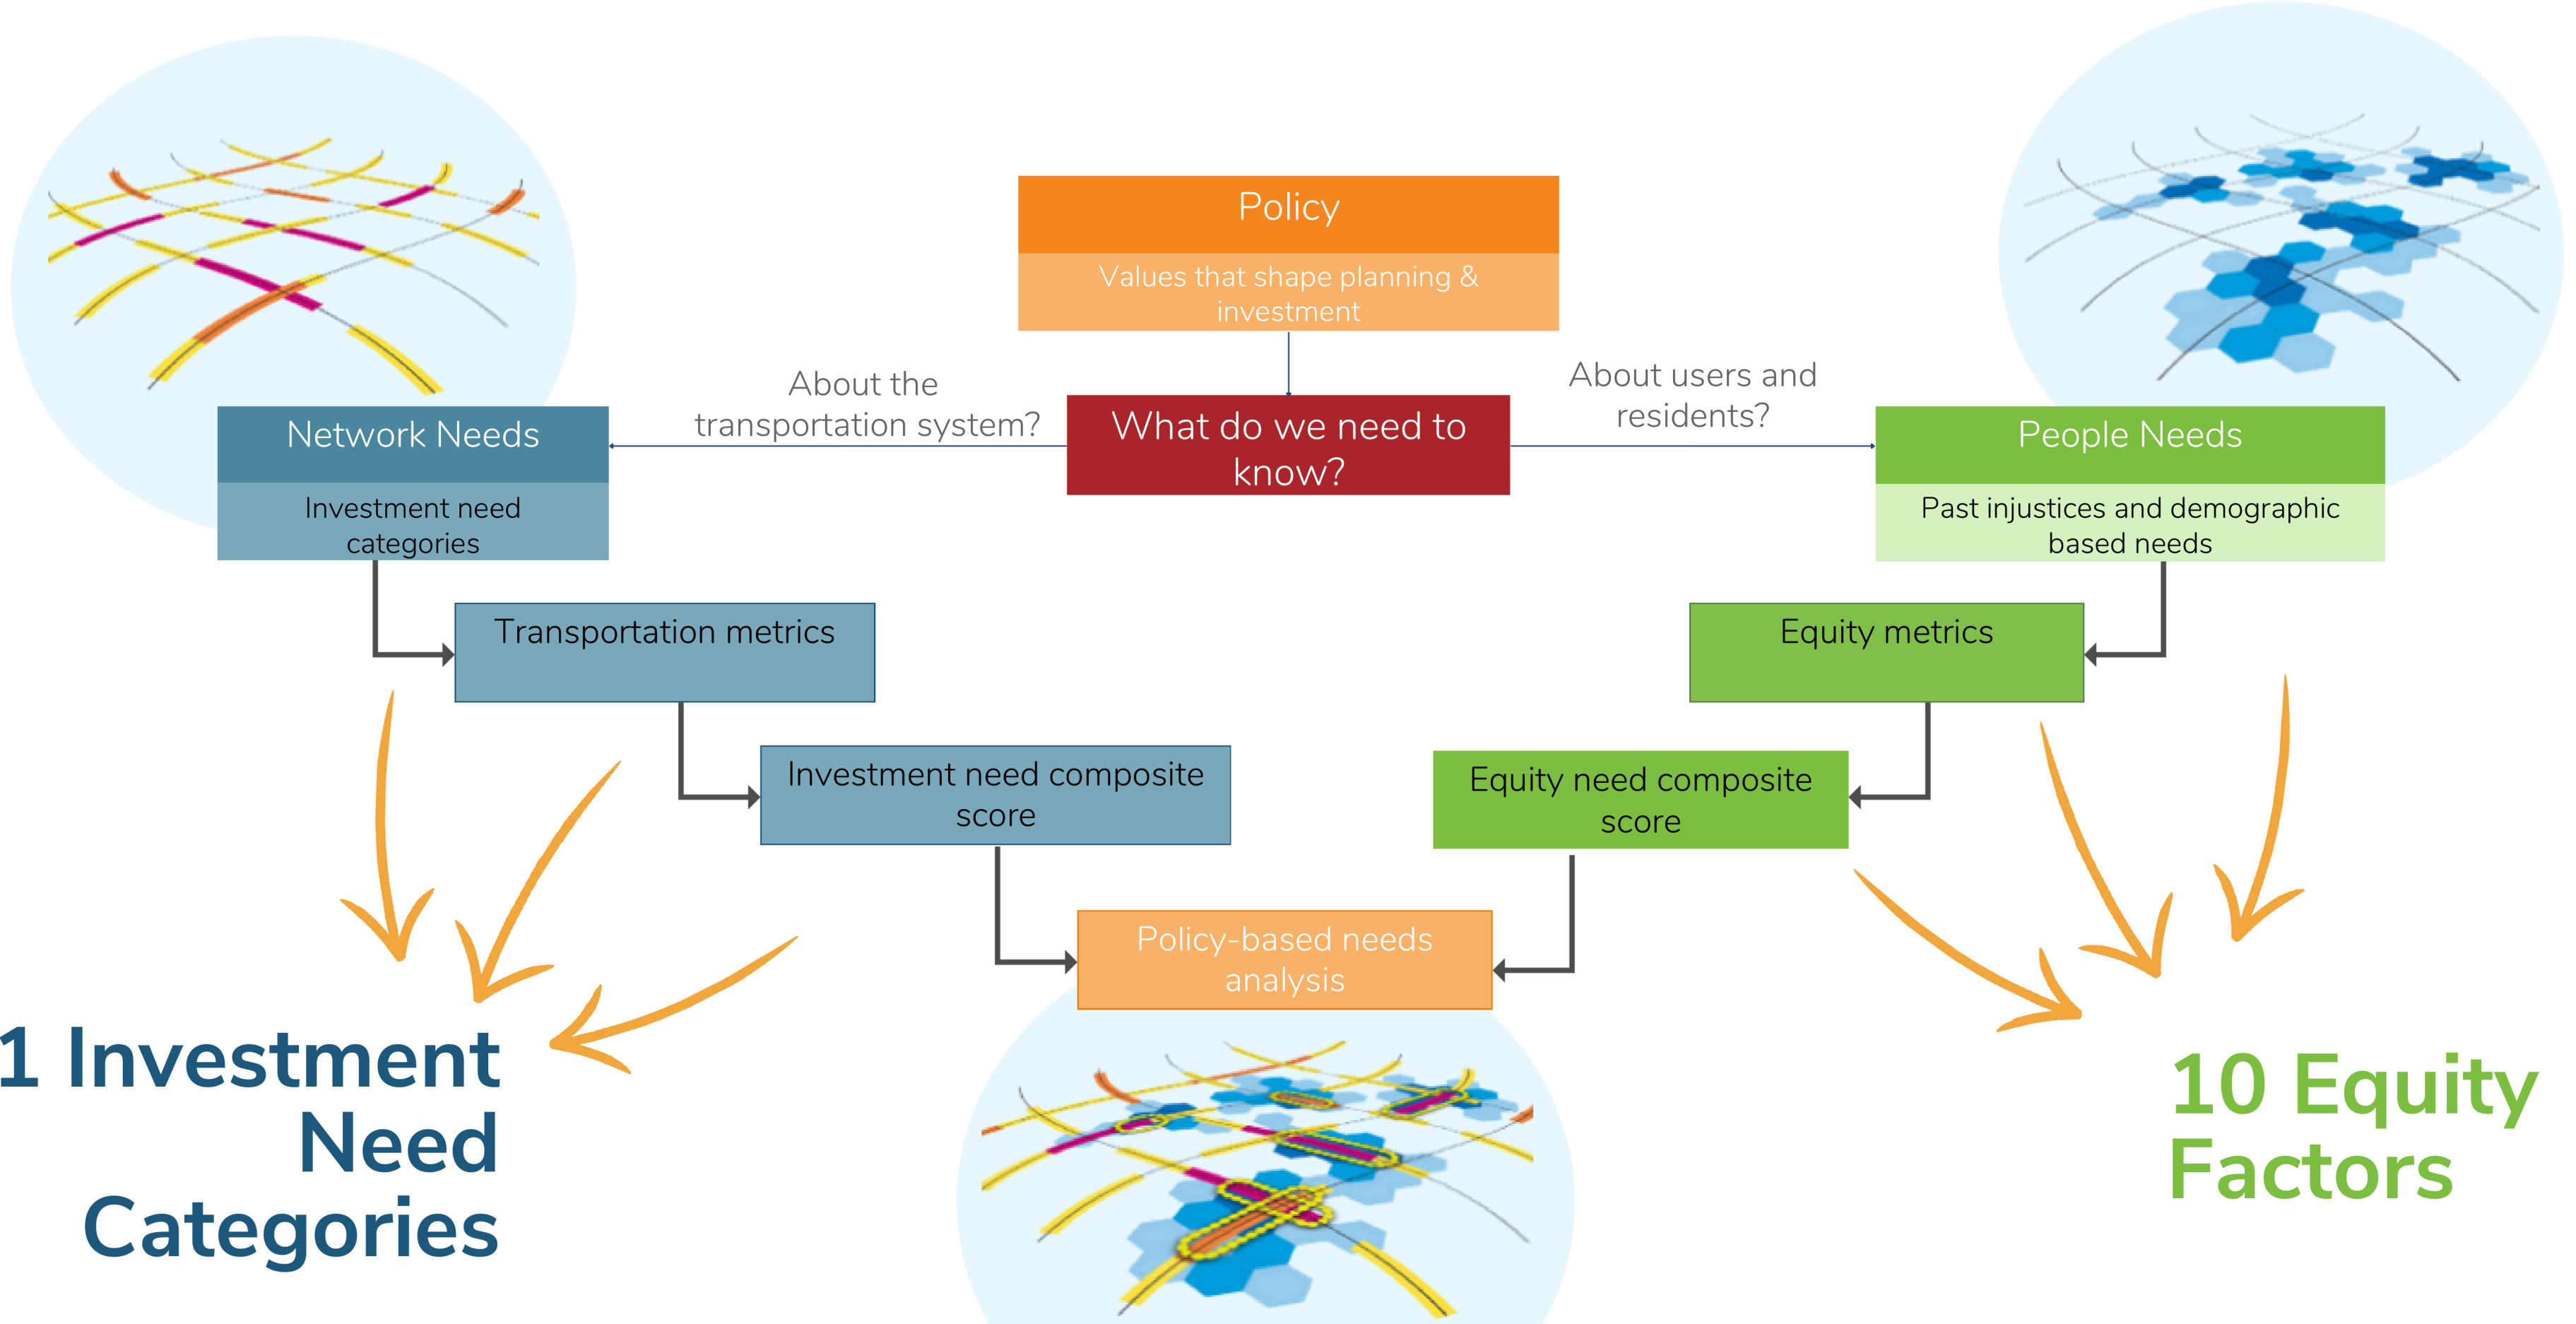 Policy
Values that shape planning &
investment
About the
transportation system?
What do we need to
know?
About users and
residents?
Network Needs
Investment need
categories
People Needs
Past injustices and demographic
based needs
Transportation metrics
Equity metrics
Investment need composite
score
Equity need composite
score
Policy-based needs
analysis
1 Investment
Need
Categories
10 Equity
Factors